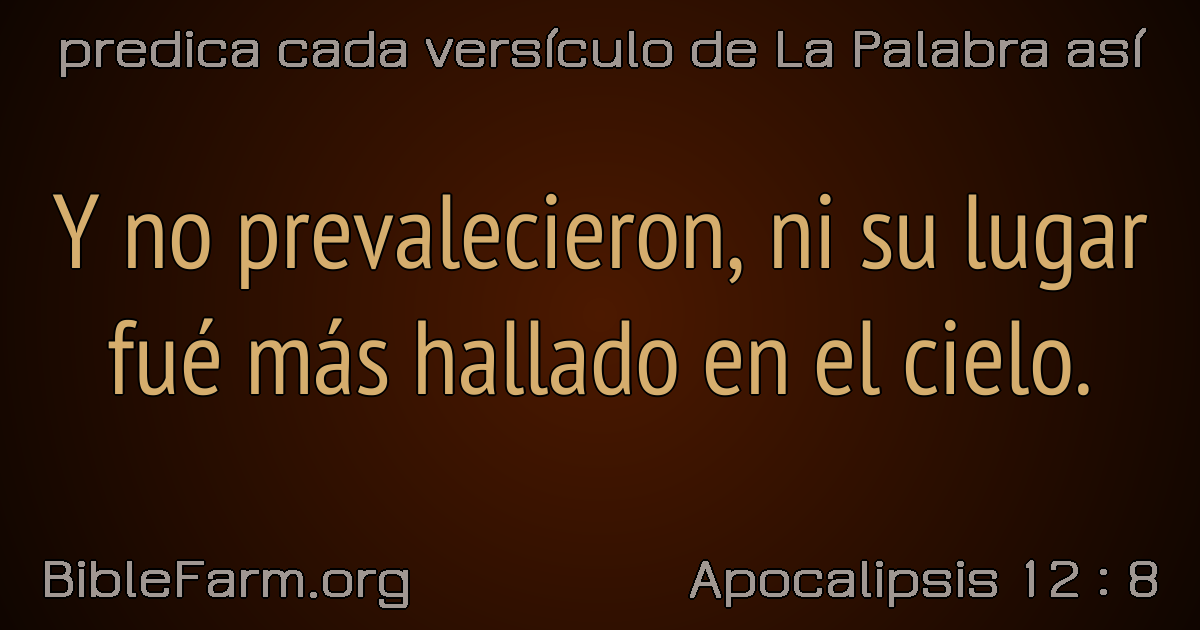 predica cada versículo de La Palabra así
Y no prevalecieron, ni su lugar
fué más hallado en el cielo.
BibleFarm.org
Apocalipsis 12 : 8